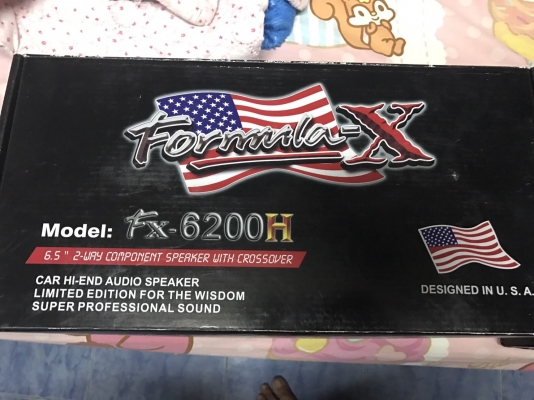 Formula-X
Model: Fx-6200H
6.5" 2-WAY COMPONENT SPEAKER WITH CROSSOVER
CAR HI-END AUDIO SPEAKER
LIMITED EDITION FOR THE WISDOM
SUPER PROFESSIONAL SOUND
DESIGNED IN U. S. A.